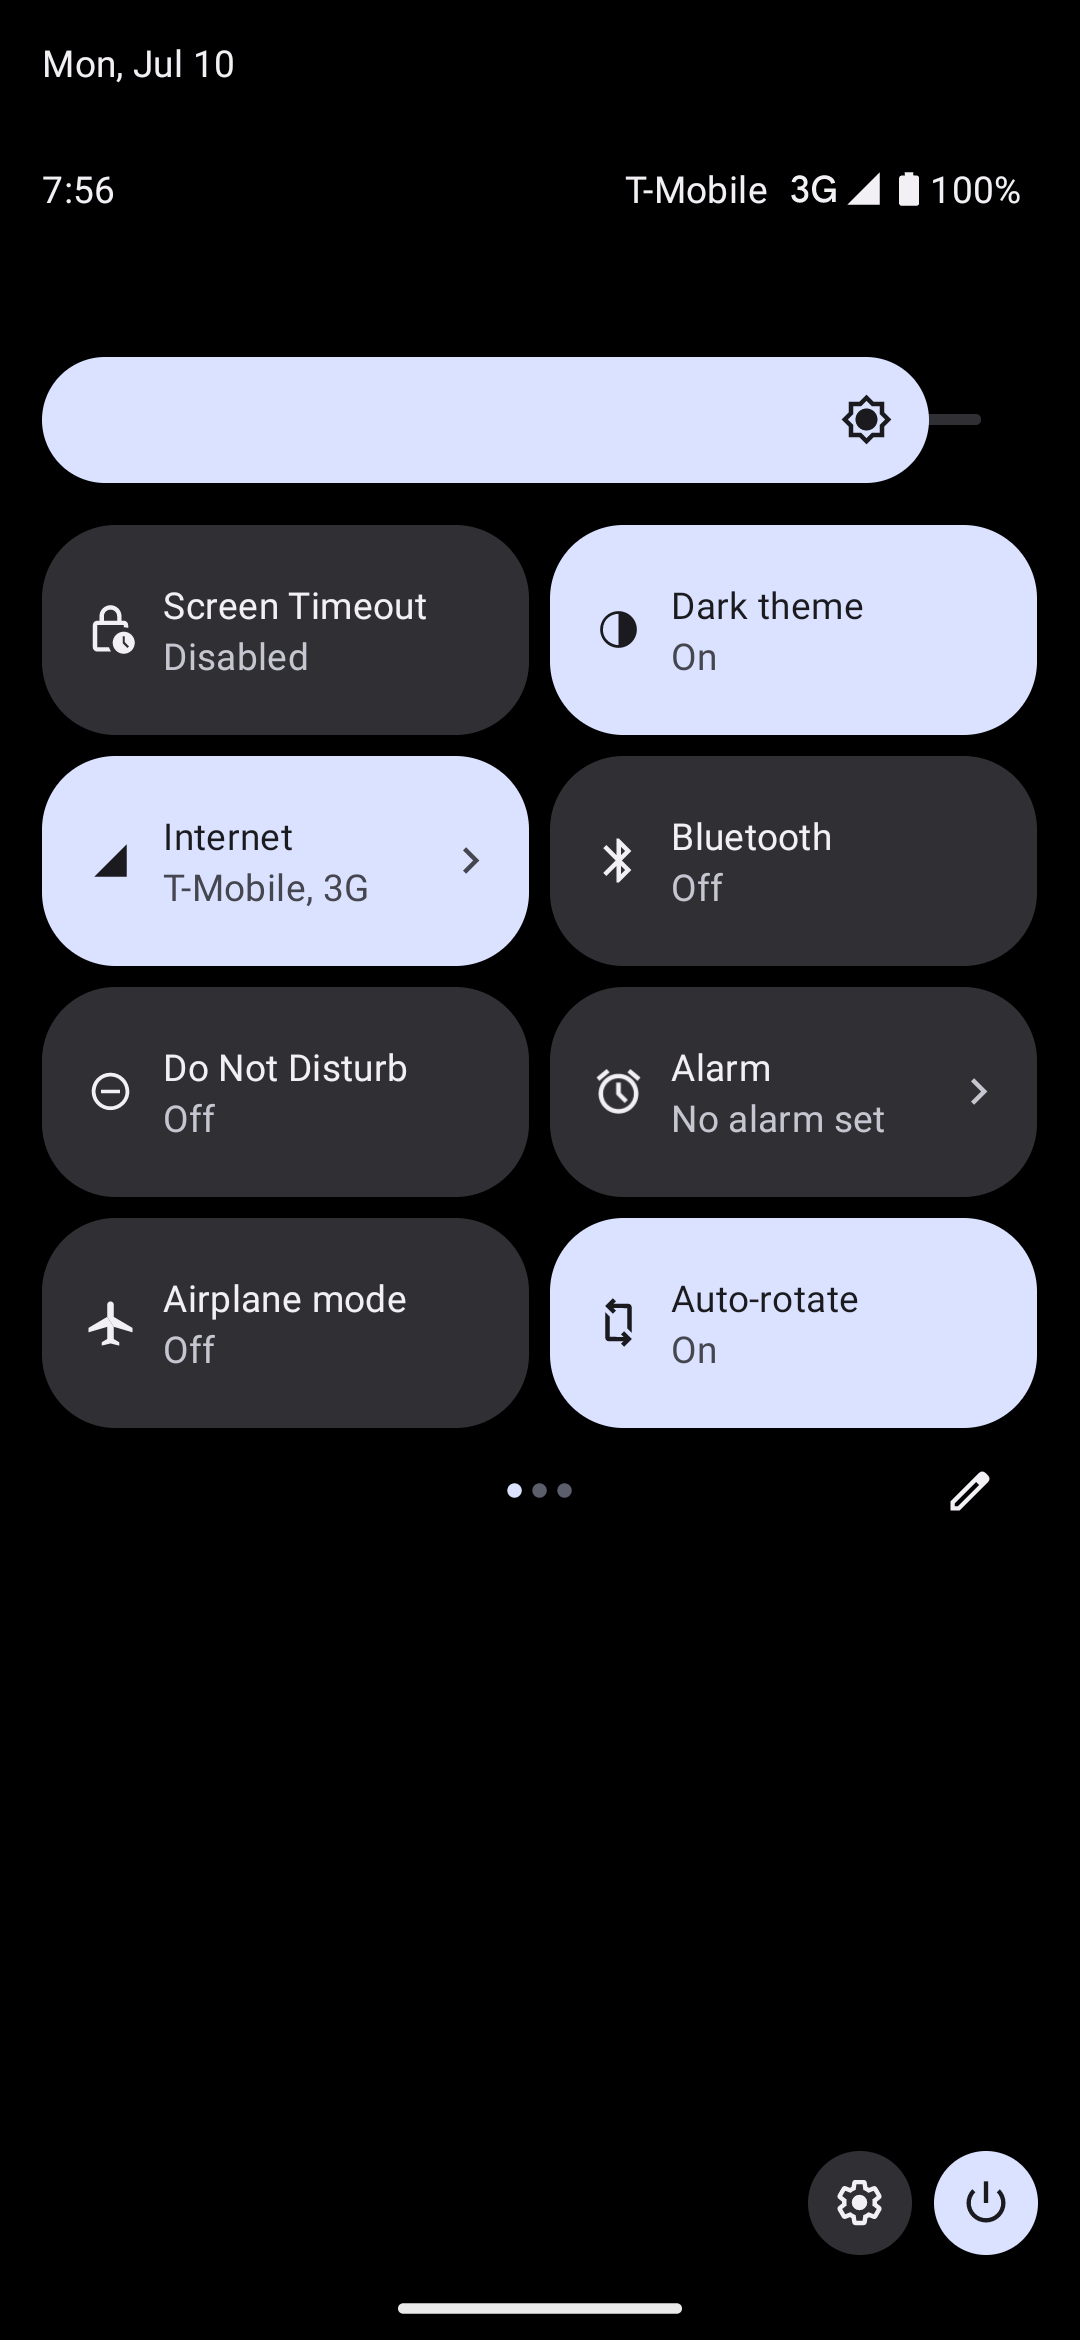 Mon, Jul 10
7:56
T-Mobile 3G 100%
Screen Timeout
Disabled
Dark theme
On
Internet
T-Mobile, 3G
Bluetooth
Off
Do Not Disturb
Off
Alarm
No alarm set
Airplane mode
Off
Auto-rotate
On